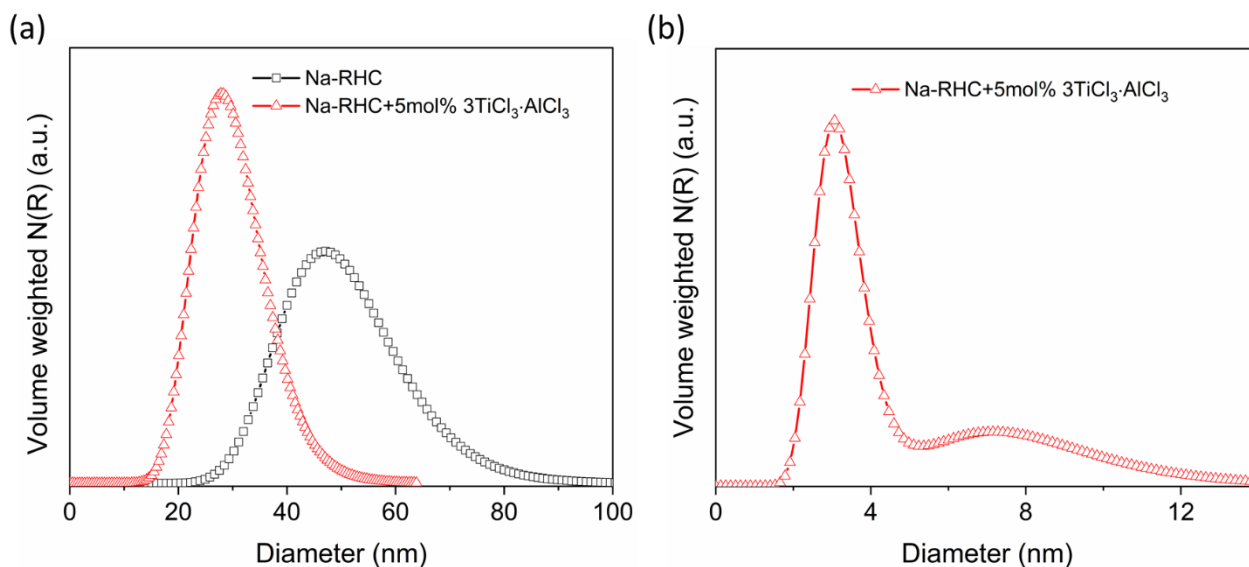 (a)
Volume weighted N(R) (a.u.)
Na-RHC
Na-RHC+5mol% 3TiCl₃·AlCl₃
0 20 40 60 80 100
Diameter (nm)
(b)
Volume weighted N(R) (a.u.)
Na-RHC+5mol% 3TiCl₃·AlCl₃
0 4 8 12
Diameter (nm)